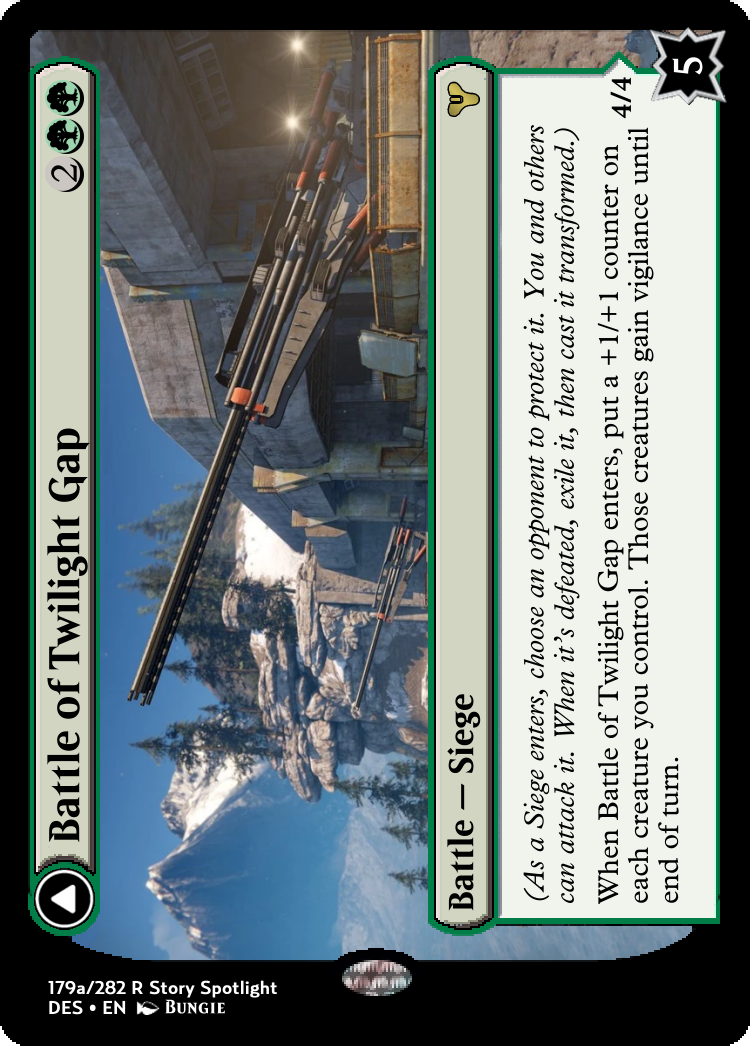 Battle of Twilight Gap 2
Battle — Siege
(As a Siege enters, choose an opponent to protect it. You and others
can attack it. When it's defeated, exile it, then cast it transformed.)
4/4
When Battle of Twilight Gap enters, put a +1/+1 counter on
each creature you control. Those creatures gain vigilance until
end of turn.
5
179a/282 R Story Spotlight
DES • EN BUNGIE